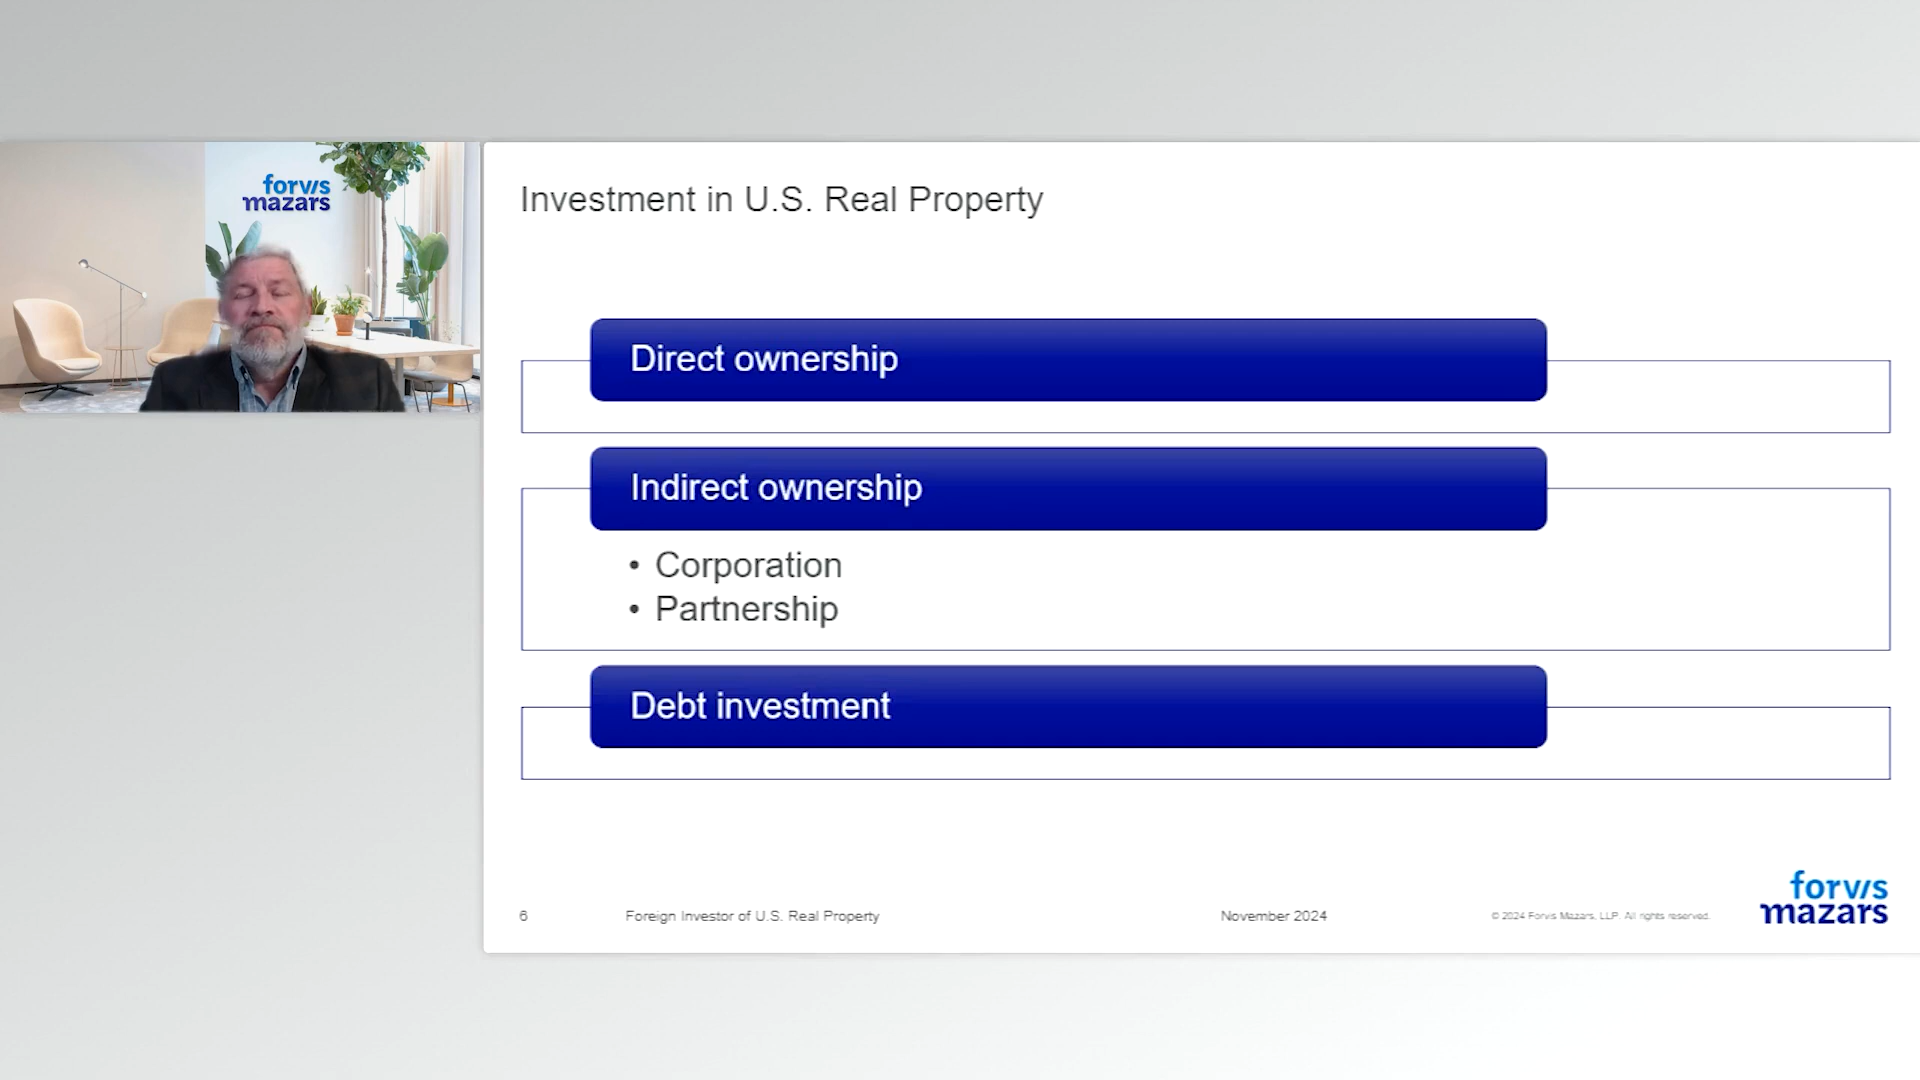 forvis
mazars
Investment in U.S. Real Property
Direct ownership
Indirect ownership
• Corporation
• Partnership
Debt investment
6
Foreign Investor of U.S. Real Property
November 2024
© 2024 Forvis Mazars, LLP. All rights reserved.
forvis
mazars